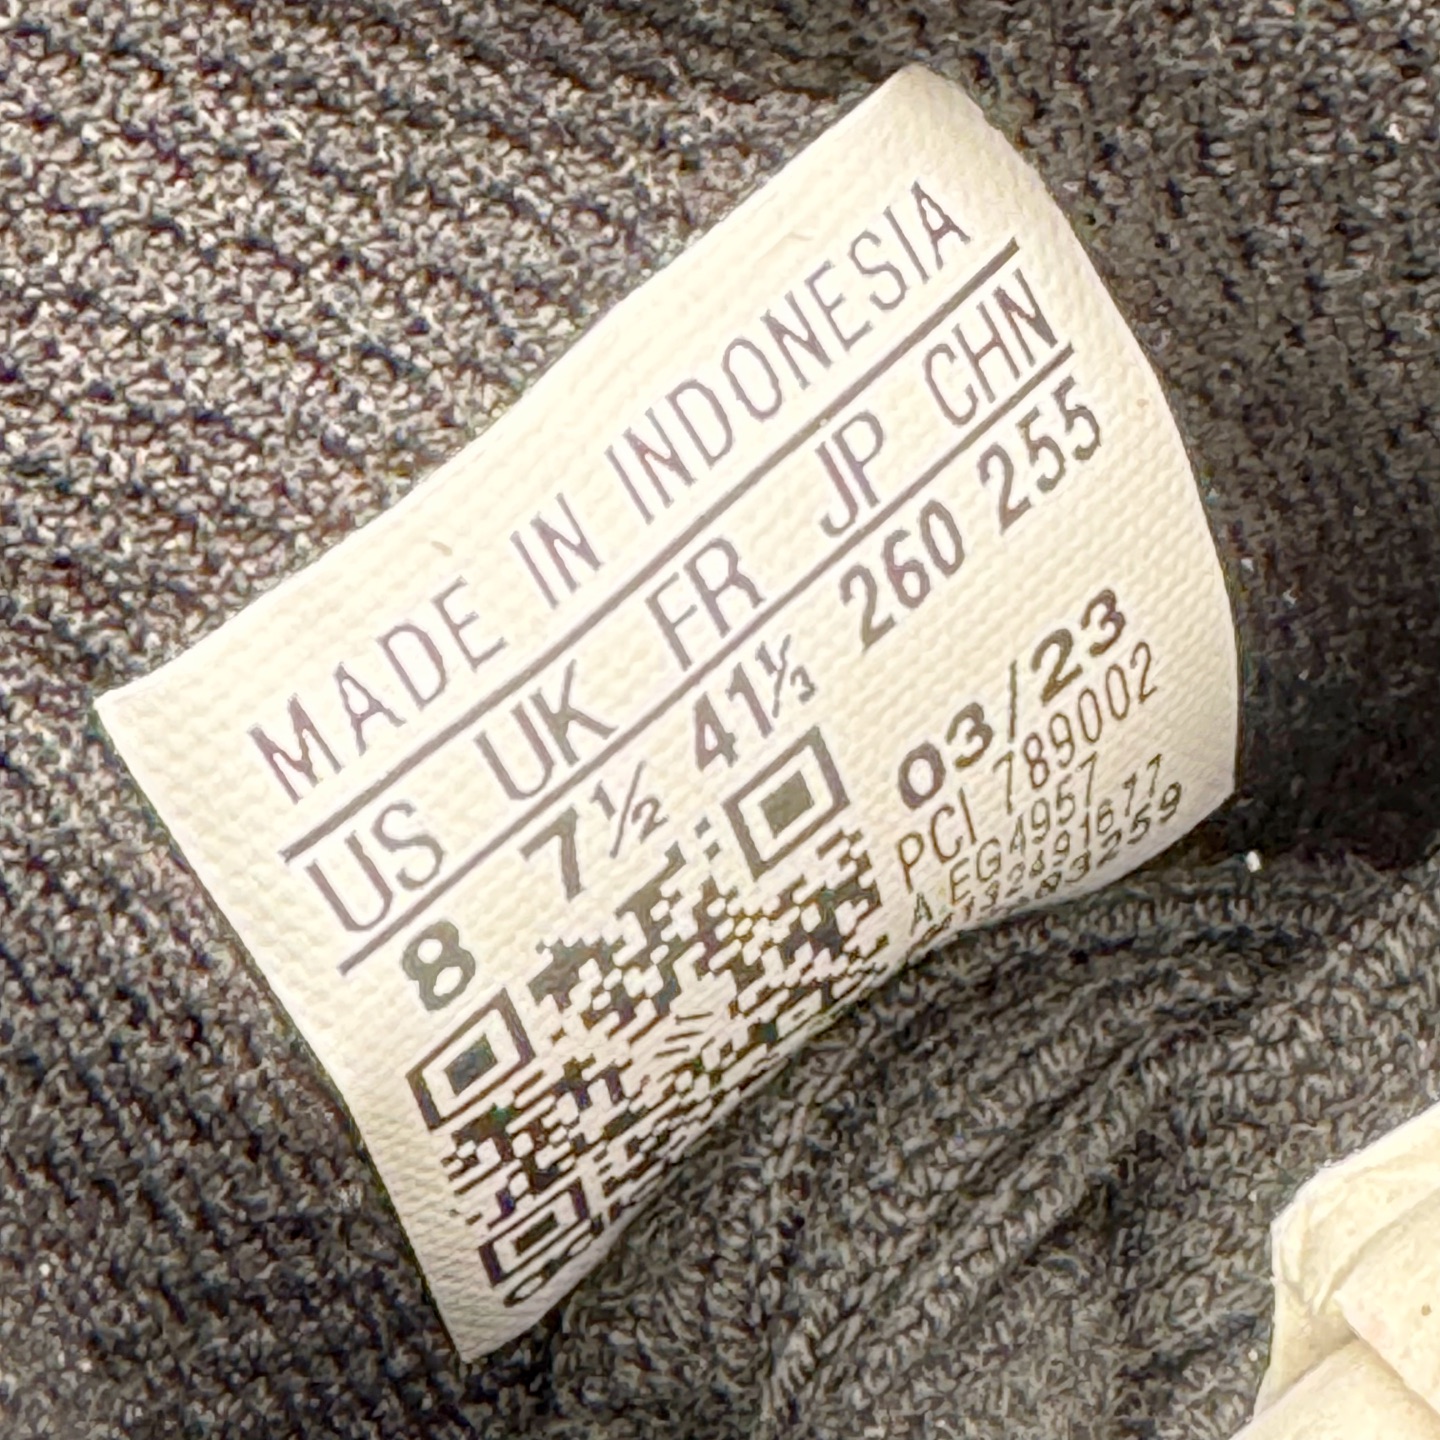 MADE IN INDONESIA
US UK FR JP CHN
8 7½ 41⅓ 260 255
03/23
PCI 789002
A EG4957